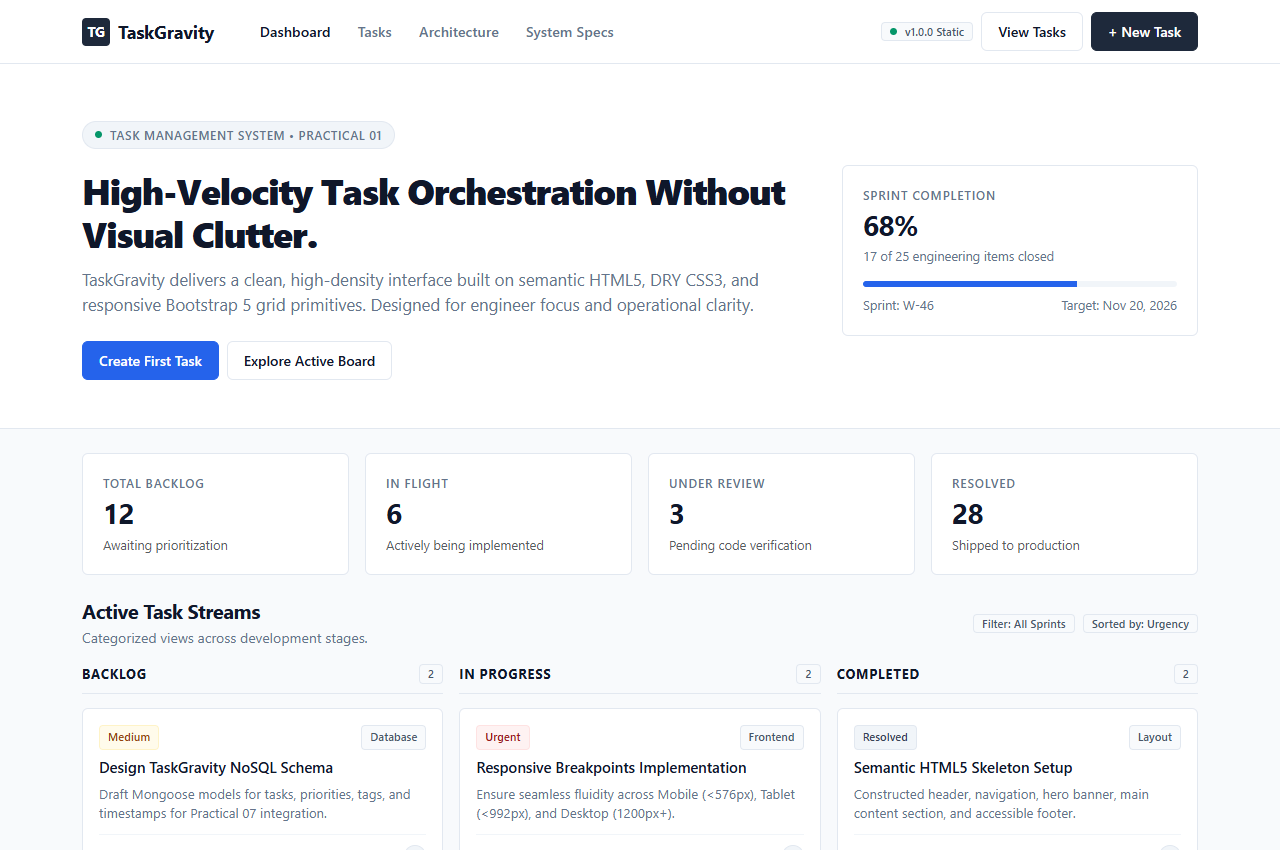 TG TaskGravity Dashboard Tasks Architecture System Specs v1.0.0 Static View Tasks + New Task
TASK MANAGEMENT SYSTEM • PRACTICAL 01
High-Velocity Task Orchestration Without
Visual Clutter.
TaskGravity delivers a clean, high-density interface built on semantic HTML5, DRY CSS3, and
responsive Bootstrap 5 grid primitives. Designed for engineer focus and operational clarity.
Create First Task Explore Active Board
SPRINT COMPLETION
68%
17 of 25 engineering items closed
Sprint: W-46 Target: Nov 20, 2026
TOTAL BACKLOG
12
Awaiting prioritization
IN FLIGHT
6
Actively being implemented
UNDER REVIEW
3
Pending code verification
RESOLVED
28
Shipped to production
Active Task Streams
Categorized views across development stages.
Filter: All Sprints Sorted by: Urgency
BACKLOG 2
Medium Database
Design TaskGravity NoSQL Schema
Draft Mongoose models for tasks, priorities, tags, and
timestamps for Practical 07 integration.
IN PROGRESS 2
Urgent Frontend
Responsive Breakpoints Implementation
Ensure seamless fluidity across Mobile (<576px), Tablet
(<992px), and Desktop (1200px+).
COMPLETED 2
Resolved Layout
Semantic HTML5 Skeleton Setup
Constructed header, navigation, hero banner, main
content section, and accessible footer.